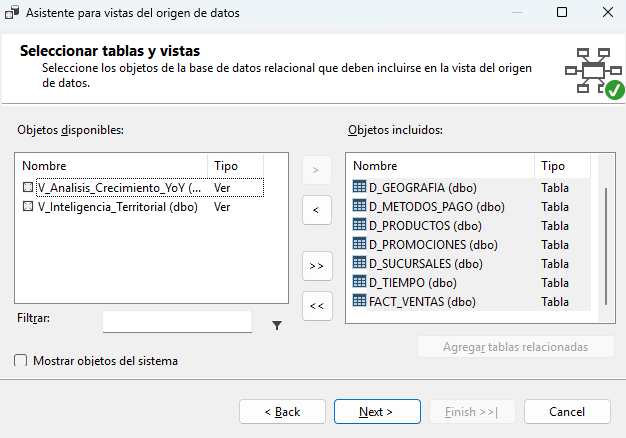 Asistente para vistas del origen de datos
Seleccionar tablas y vistas
Seleccione los objetos de la base de datos relacional que deben incluirse en la vista del origen
de datos.
Objetos disponibles:
Nombre Tipo
V_Analisis_Crecimiento_YoY (... Ver
V_Inteligencia_Territorial (dbo) Ver
>
<
>>
<<
Objetos incluidos:
Nombre Tipo
D_GEOGRAFIA (dbo) Tabla
D_METODOS_PAGO (dbo) Tabla
D_PRODUCTOS (dbo) Tabla
D_PROMOCIONES (dbo) Tabla
D_SUCURSALES (dbo) Tabla
D_TIEMPO (dbo) Tabla
FACT_VENTAS (dbo) Tabla
Filtrar:
Agregar tablas relacionadas
Mostrar objetos del sistema
< Back
Next >
Finish >>|
Cancel